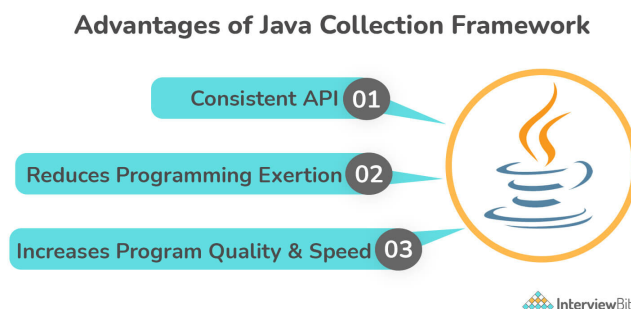 Advantages of Java Collection Framework
Consistent API 01
Reduces Programming Exertion 02
Increases Program Quality & Speed 03
InterviewBit